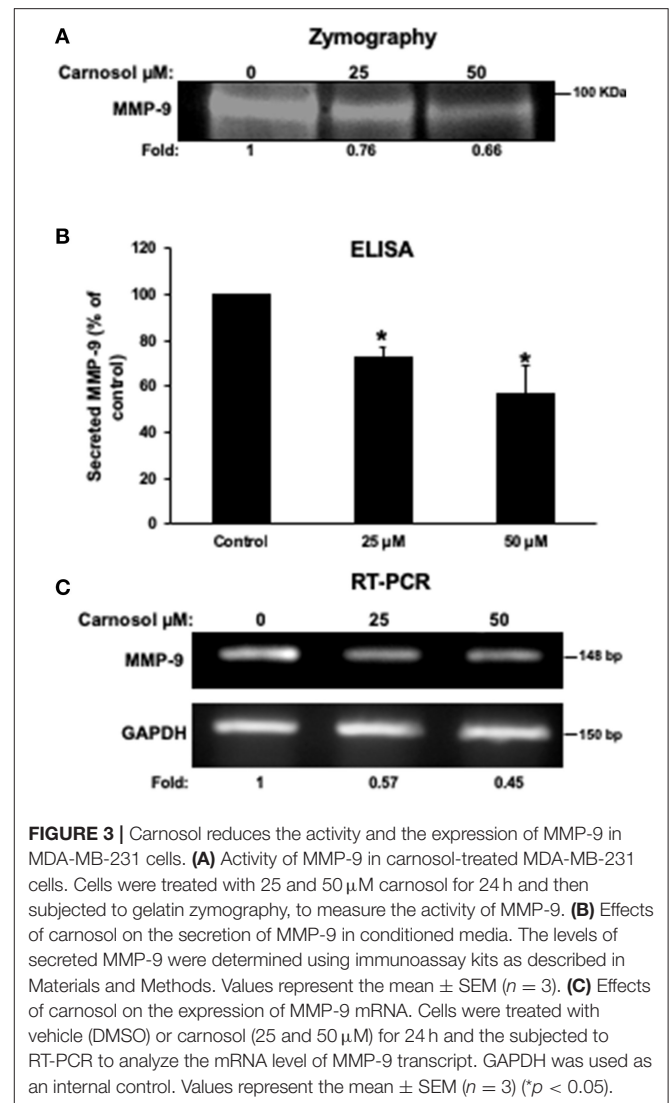 A
Zymography
Carnosol µM: 0 25 50
100 KDa
MMP-9
Fold: 1 0.76 0.66
B
ELISA
Secreted MMP-9 (% of control)
120
100
80
60
40
20
0
* *
Control 25 µM 50 µM
C
RT-PCR
Carnosol µM: 0 25 50
MMP-9 148 bp
GAPDH 150 bp
Fold: 1 0.57 0.45
FIGURE 3 | Carnosol reduces the activity and the expression of MMP-9 in
MDA-MB-231 cells. (A) Activity of MMP-9 in carnosol-treated MDA-MB-231
cells. Cells were treated with 25 and 50 µM carnosol for 24 h and then
subjected to gelatin zymography, to measure the activity of MMP-9. (B) Effects
of carnosol on the secretion of MMP-9 in conditioned media. The levels of
secreted MMP-9 were determined using immunoassay kits as described in
Materials and Methods. Values represent the mean ± SEM (n = 3). (C) Effects
of carnosol on the expression of MMP-9 mRNA. Cells were treated with
vehicle (DMSO) or carnosol (25 and 50 µM) for 24 h and the subjected to
RT-PCR to analyze the mRNA level of MMP-9 transcript. GAPDH was used as
an internal control. Values represent the mean ± SEM (n = 3) (*p < 0.05).